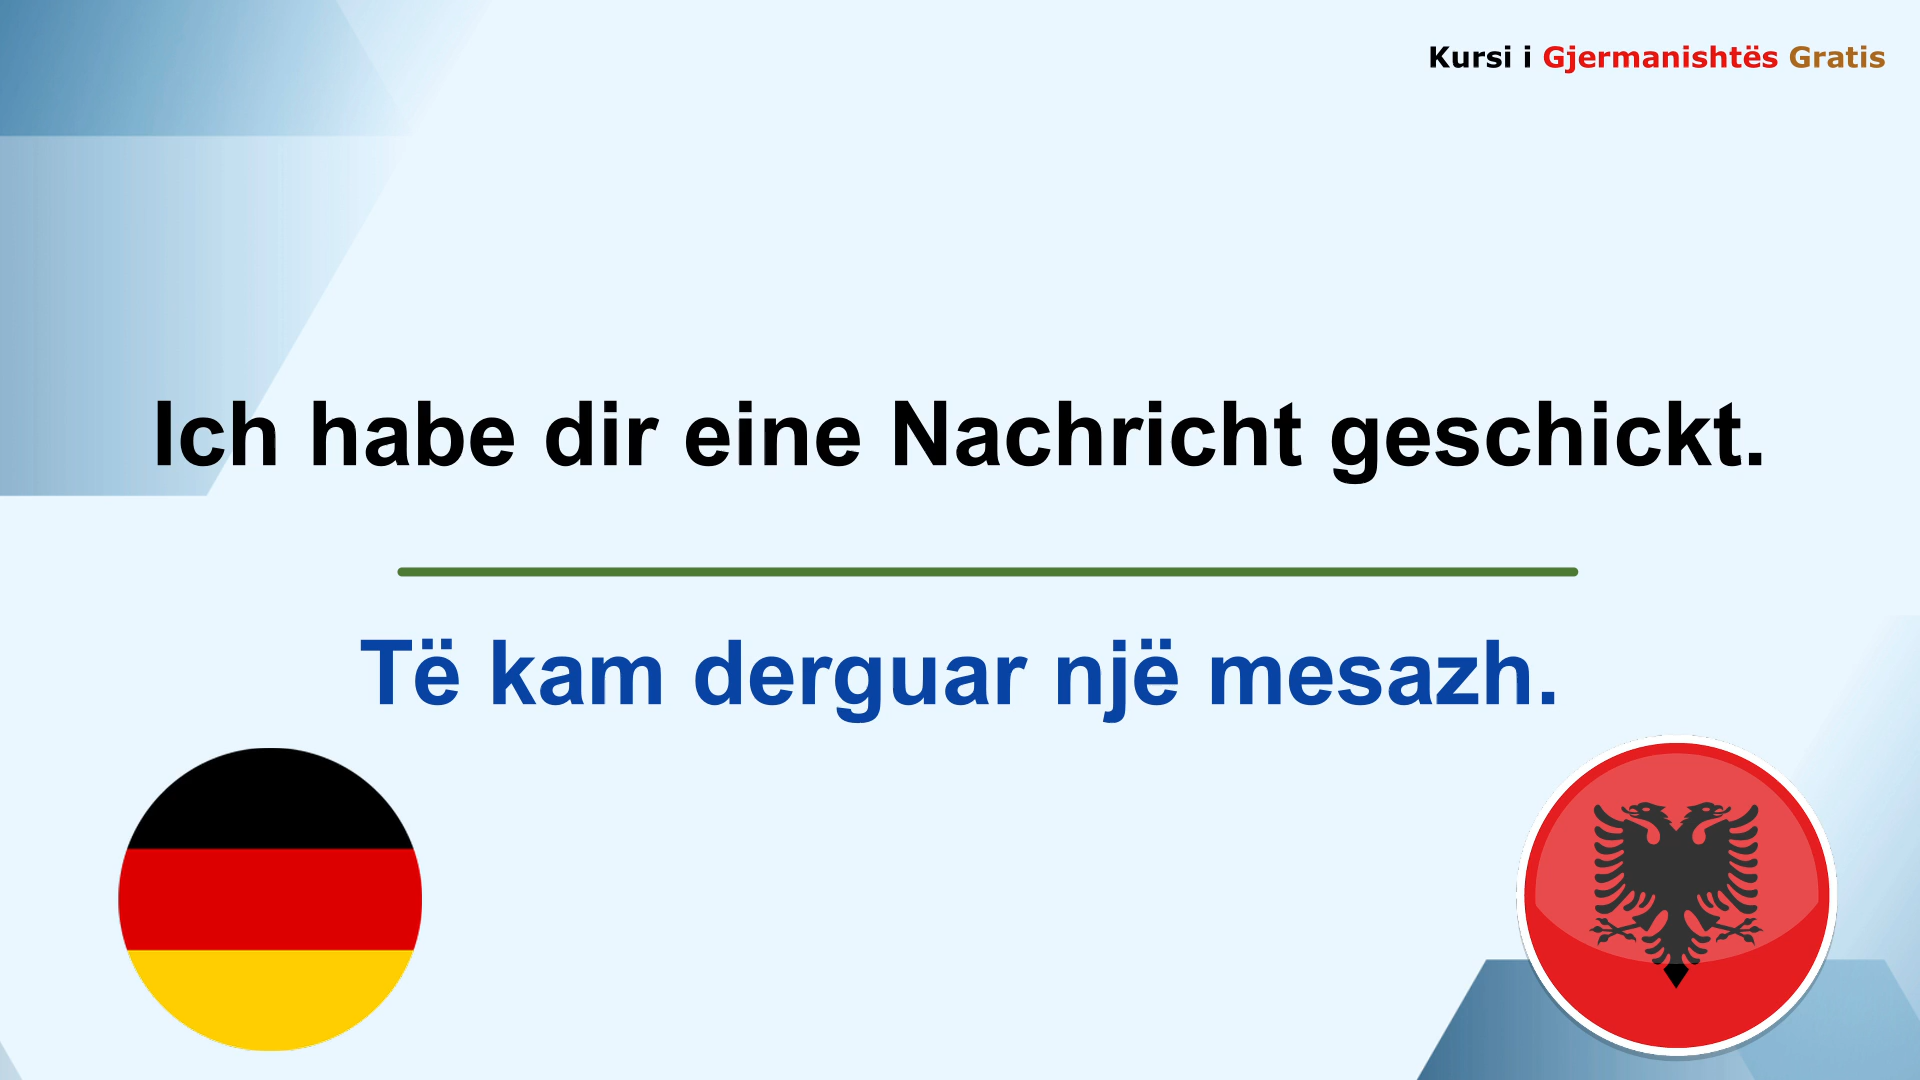 Kursi i Gjermanishtës Gratis
Ich habe dir eine Nachricht geschickt.
Të kam derguar një mesazh.